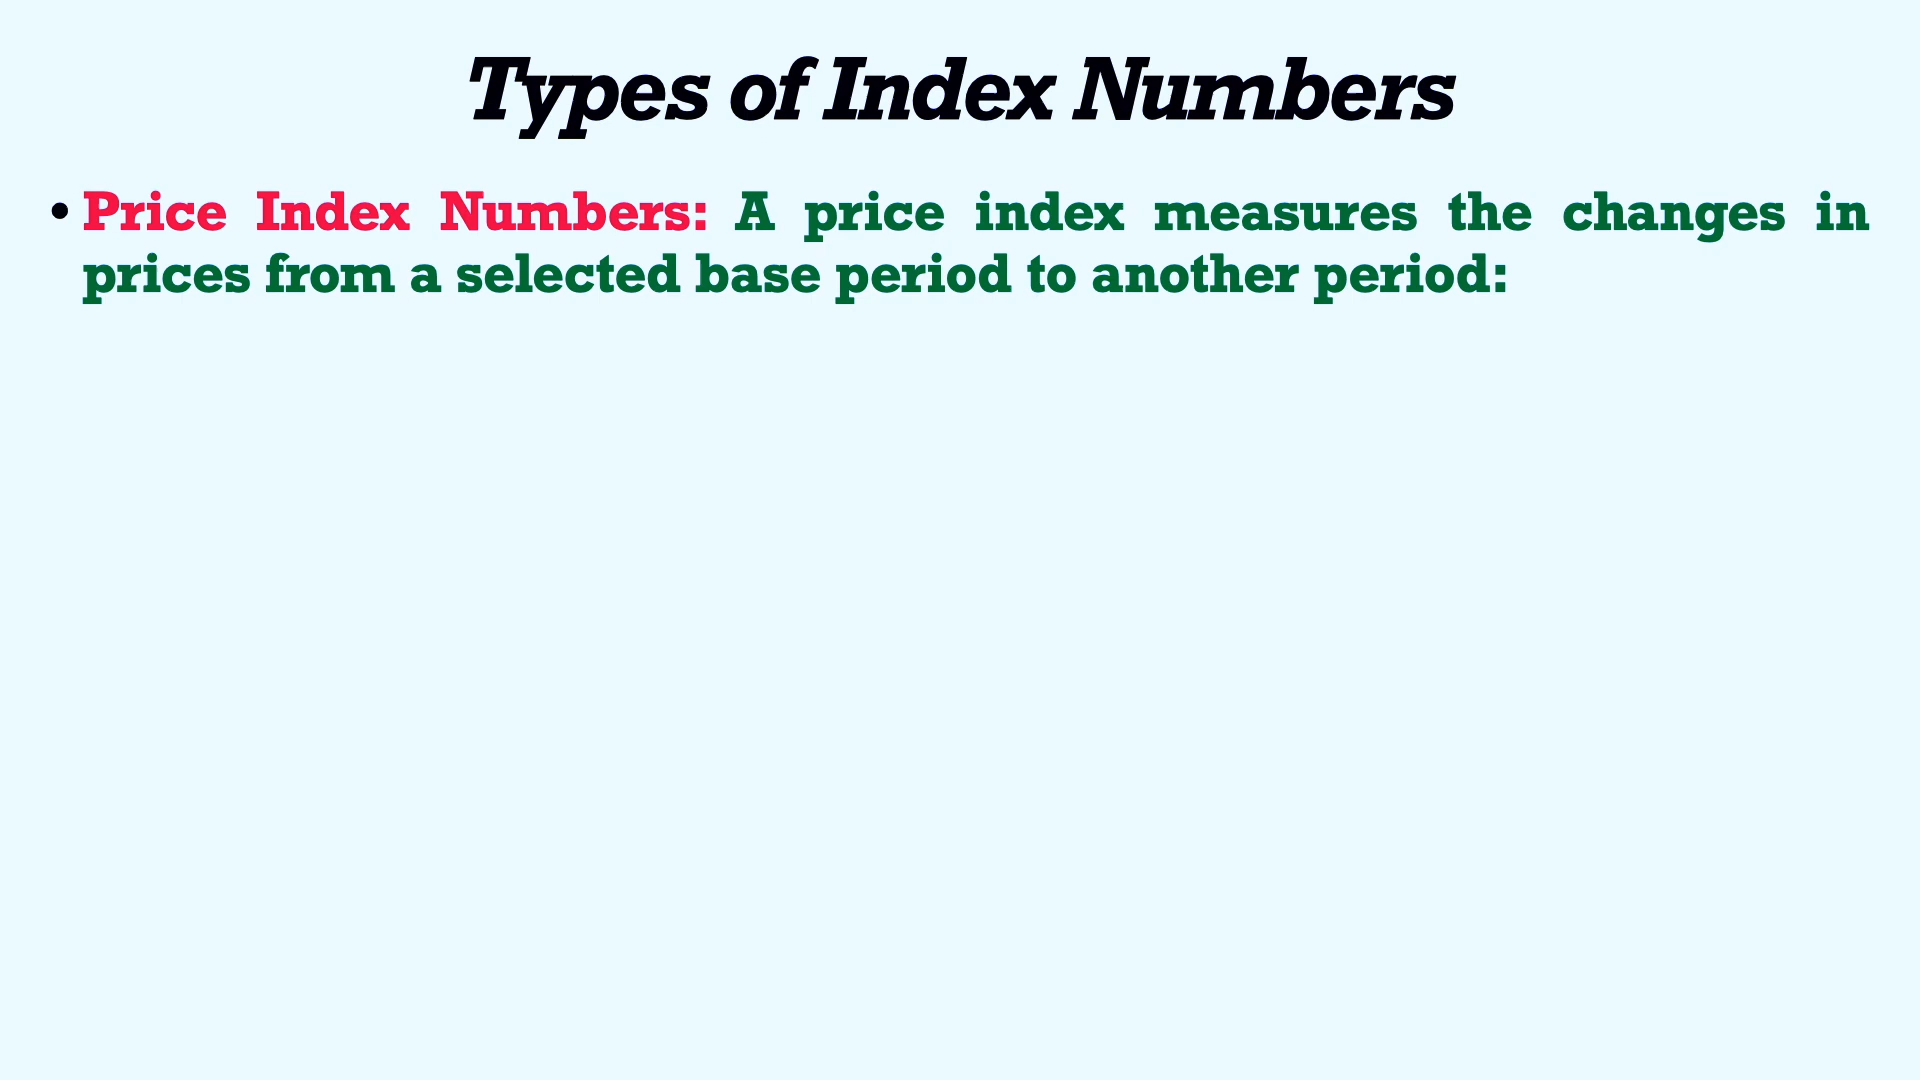 Types of Index Numbers
• Price Index Numbers: A price index measures the changes in
prices from a selected base period to another period: